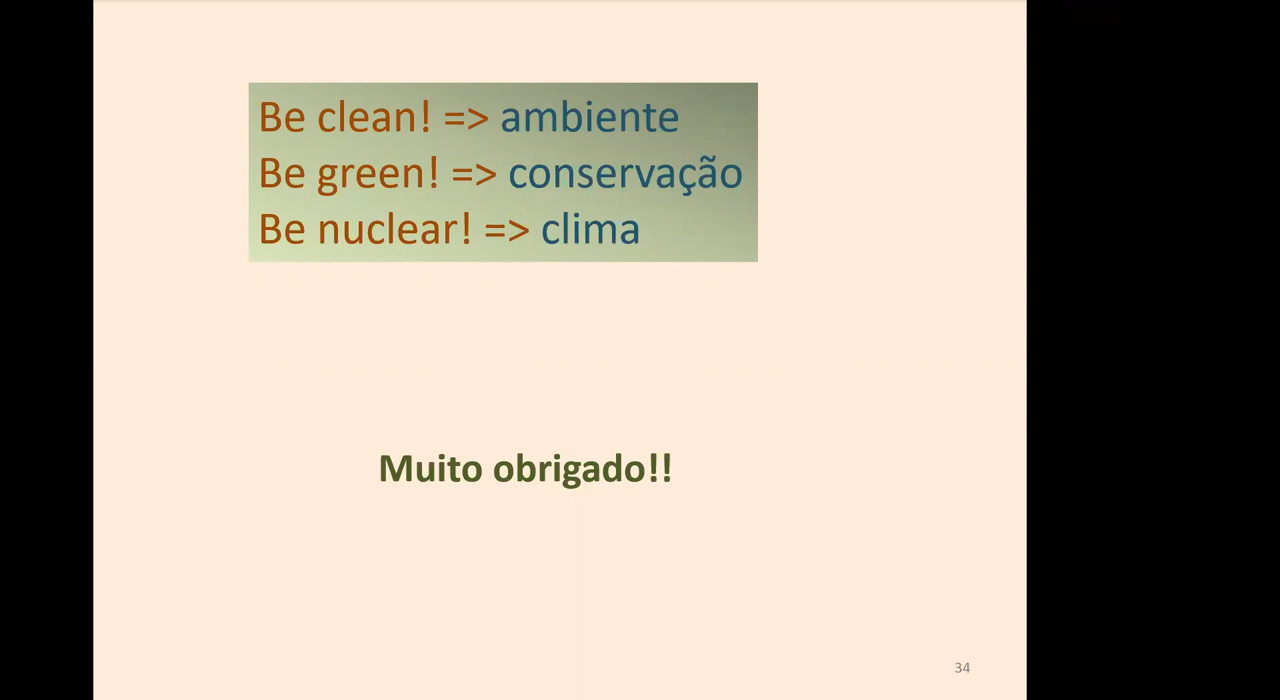 Be clean! => ambiente
Be green! => conservação
Be nuclear! => clima
Muito obrigado!!
34